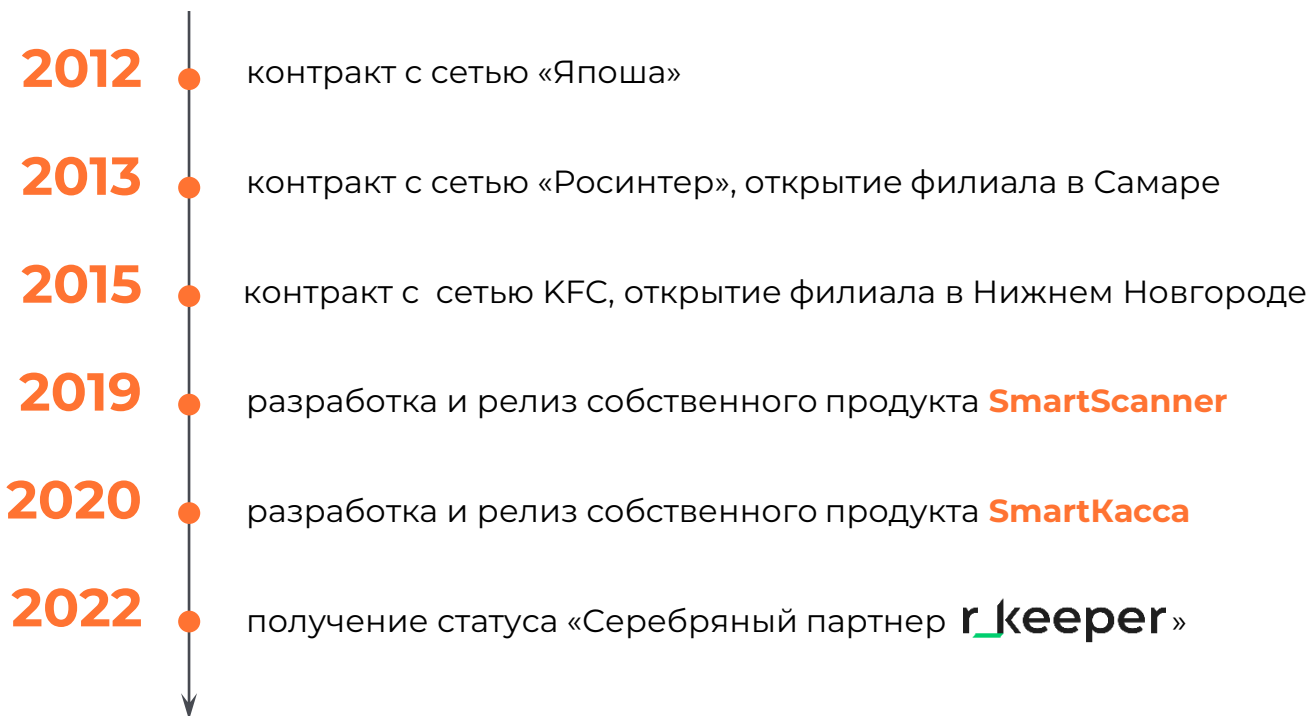 2012 контракт с сетью «Япоша»
2013 контракт с сетью «Росинтер», открытие филиала в Самаре
2015 контракт с сетью KFC, открытие филиала в Нижнем Новгороде
2019 разработка и релиз собственного продукта SmartScanner
2020 разработка и релиз собственного продукта SmartКасса
2022 получение статуса «Серебряный партнер r_keeper»